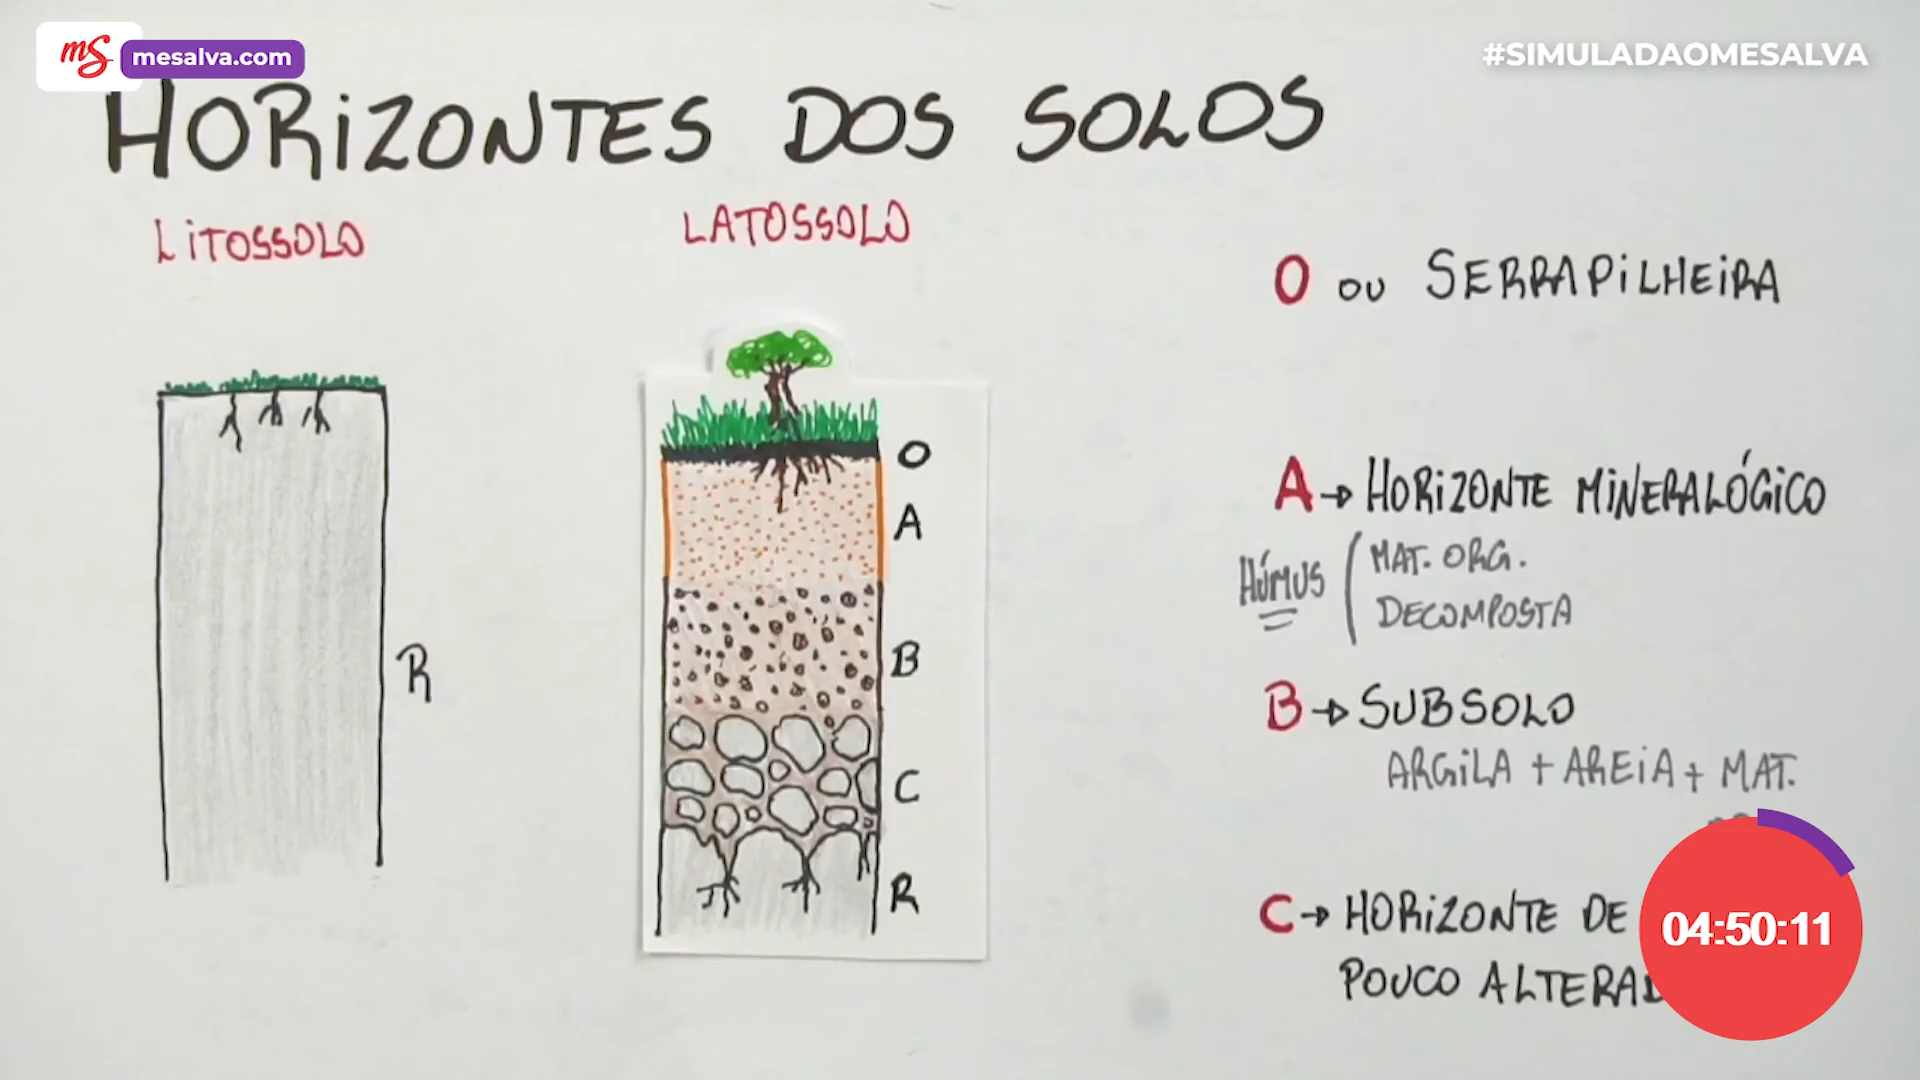 mS mesalva.com
#SIMULADAOMESALVA
HORIZONTES DOS SOLOS
LITOSSOLO
LATOSSOLO
O OU SERRAPILHEIRA
O
A
A → HORIZONTE MINERALÓGICO
HÚMUS
MAT. ORG.
DECOMPOSTA
R
B
B → SUBSOLO
ARGILA + AREIA + MAT.
C
R
C → HORIZONTE DE
POUCO ALTERAD
04:50:11